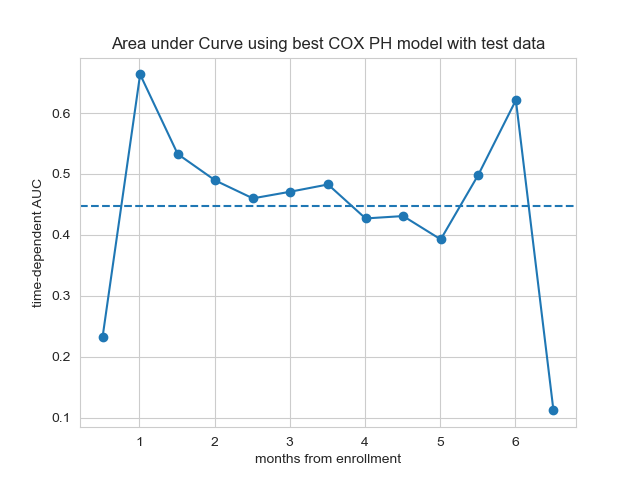 Area under Curve using best COX PH model with test data
time-dependent AUC
0.6
0.5
0.4
0.3
0.2
0.1
1 2 3 4 5 6
months from enrollment